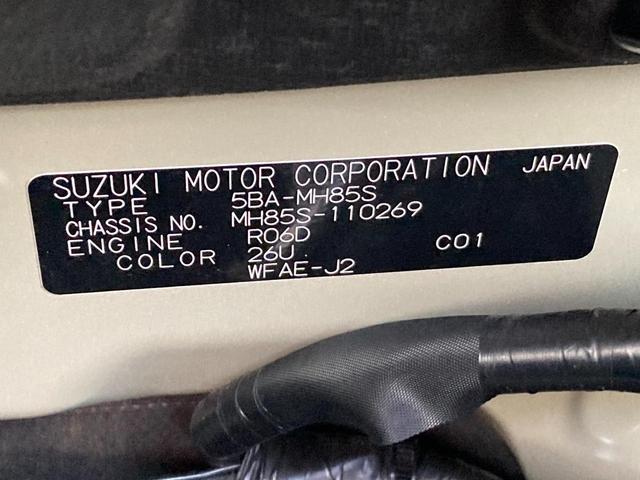 SUZUKI MOTOR CORPORATION JAPAN
TYPE 5BA-MH85S
CHASSIS NO. MH85S-110269
ENGINE R06D
COLOR 26U C01
WFAE-J2